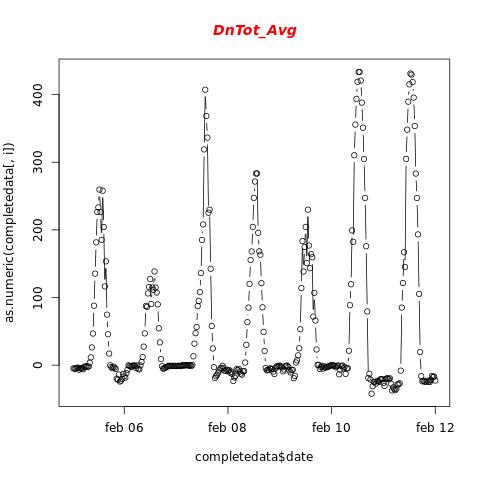 DnTot_Avg
as.numeric(completedata[, i])
400
300
200
100
0
feb 06 feb 08 feb 10 feb 12
completedata$date